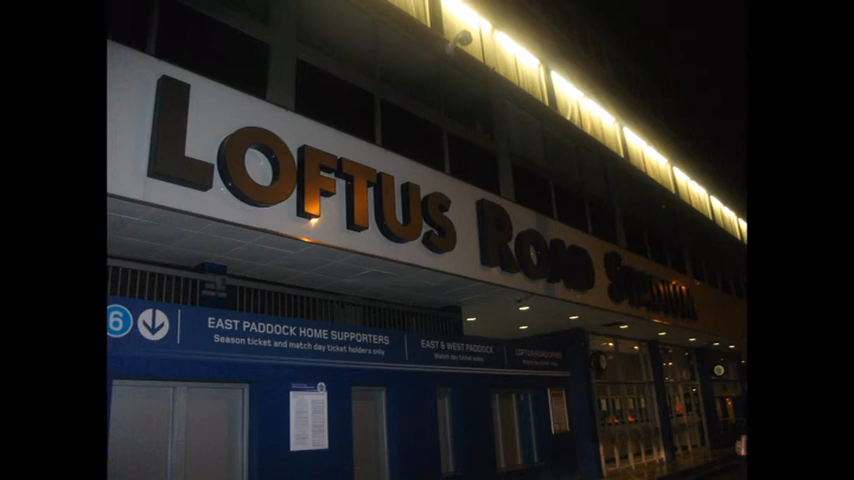 LOFTUS ROAD STADIUM
6
EAST PADDOCK HOME SUPPORTERS
Season ticket and match day ticket holders only
EAST & WEST PADDOCK
Match day ticket sales